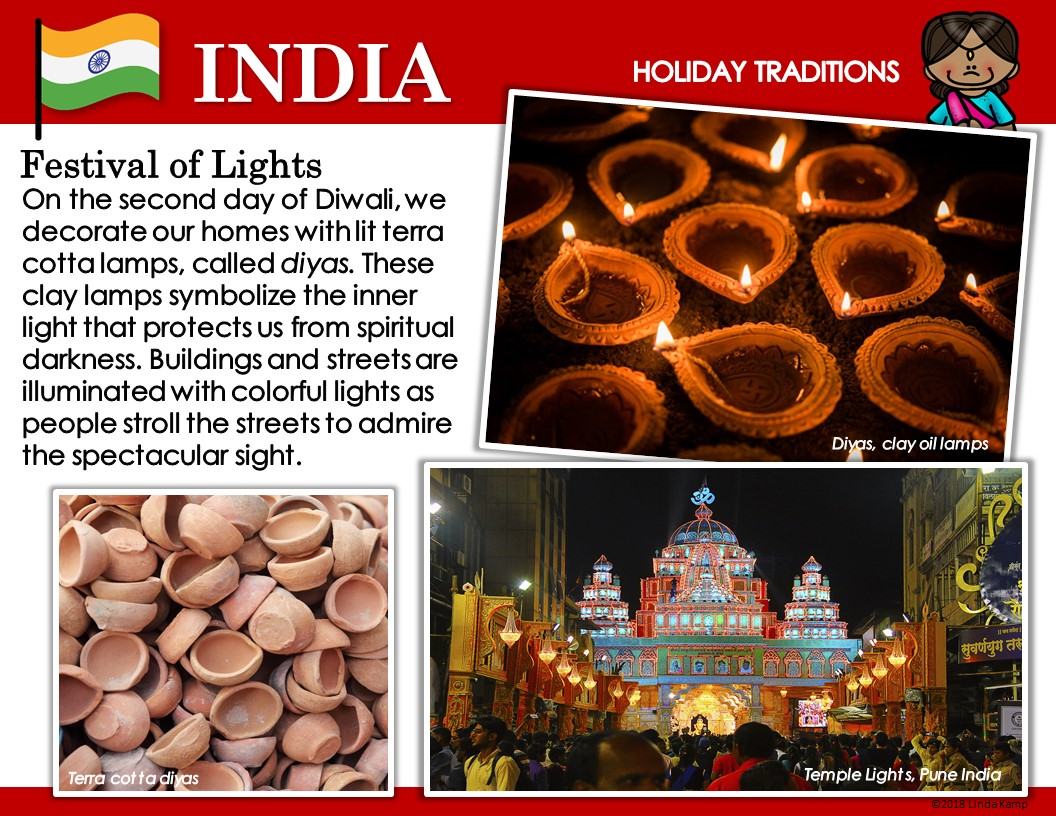 INDIA
HOLIDAY TRADITIONS
Festival of Lights
On the second day of Diwali, we
decorate our homes with lit terra
cotta lamps, called diyas. These
clay lamps symbolize the inner
light that protects us from spiritual
darkness. Buildings and streets are
illuminated with colorful lights as
people stroll the streets to admire
the spectacular sight.
Diyas, clay oil lamps
ॐ
सुवर्णयुग
Terra cotta diyas
Temple Lights, Pune India
©2018 Linda Kamp